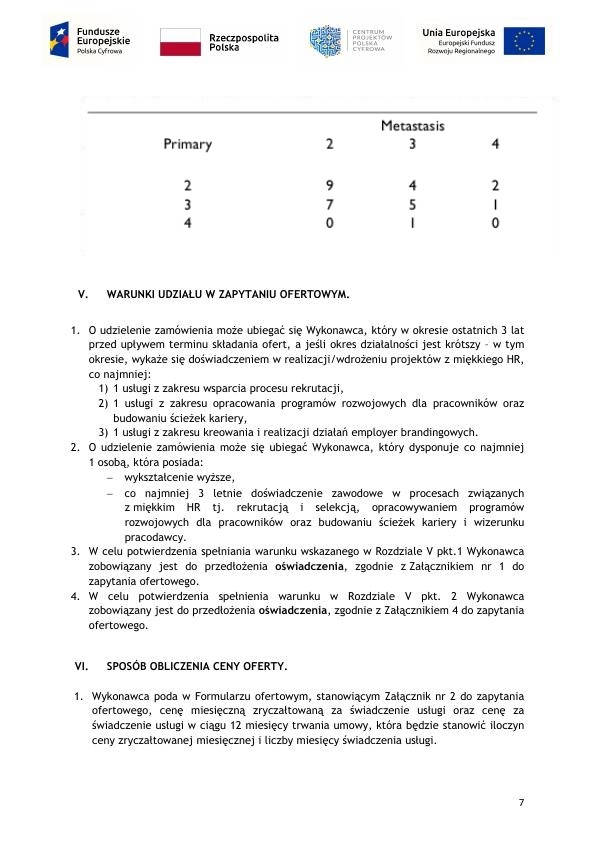 Fundusze
Europejskie
Polska Cyfrowa
Rzeczpospolita
Polska
CENTRUM
PROJEKTÓW
POLSKA
CYFROWA
Unia Europejska
Europejski Fundusz
Rozwoju Regionalnego
Metastasis
Primary 2 3 4
2 9 4 2
3 7 5 1
4 0 1 0
V. WARUNKI UDZIAŁU W ZAPYTANIU OFERTOWYM.
1. O udzielenie zamówienia może ubiegać się Wykonawca, który w okresie ostatnich 3 lat
przed upływem terminu składania ofert, a jeśli okres działalności jest krótszy – w tym
okresie, wykaże się doświadczeniem w realizacji/wdrożeniu projektów z miękkiego HR,
co najmniej:
1) 1 usługi z zakresu wsparcia procesu rekrutacji,
2) 1 usługi z zakresu opracowania programów rozwojowych dla pracowników oraz
budowaniu ścieżek kariery,
3) 1 usługi z zakresu kreowania i realizacji działań employer brandingowych.
2. O udzielenie zamówienia może się ubiegać Wykonawca, który dysponuje co najmniej
1 osobą, która posiada:
– wykształcenie wyższe,
– co najmniej 3 letnie doświadczenie zawodowe w procesach związanych
z miękkim HR tj. rekrutacją i selekcją, opracowywaniem programów
rozwojowych dla pracowników oraz budowaniu ścieżek kariery i wizerunku
pracodawcy.
3. W celu potwierdzenia spełniania warunku wskazanego w Rozdziale V pkt.1 Wykonawca
zobowiązany jest do przedłożenia oświadczenia, zgodnie z Załącznikiem nr 1 do
zapytania ofertowego.
4. W celu potwierdzenia spełnienia warunku w Rozdziale V pkt. 2 Wykonawca
zobowiązany jest do przedłożenia oświadczenia, zgodnie z Załącznikiem 4 do zapytania
ofertowego.
VI. SPOSÓB OBLICZENIA CENY OFERTY.
1. Wykonawca poda w Formularzu ofertowym, stanowiącym Załącznik nr 2 do zapytania
ofertowego, cenę miesięczną zryczałtowaną za świadczenie usługi oraz cenę za
świadczenie usługi w ciągu 12 miesięcy trwania umowy, która będzie stanowić iloczyn
ceny zryczałtowanej miesięcznej i liczby miesięcy świadczenia usługi.
7